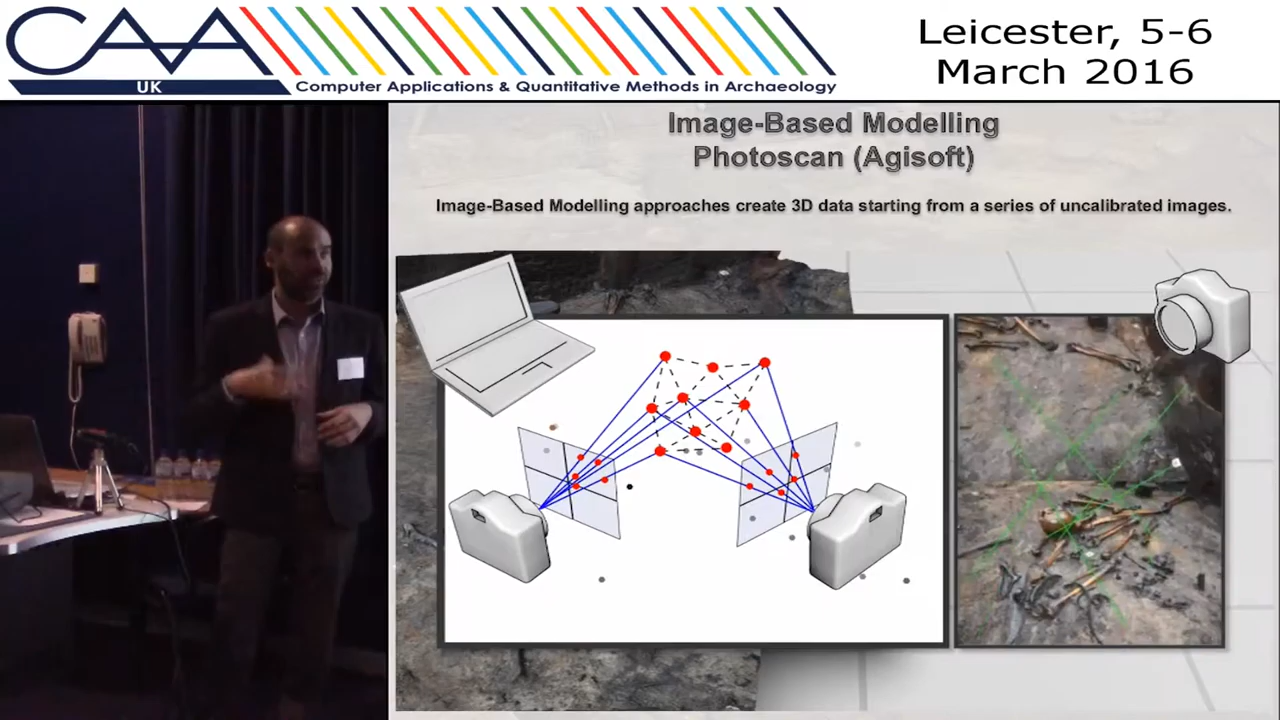 CAA
UK
Computer Applications & Quantitative Methods in Archaeology
Leicester, 5-6
March 2016
Image-Based Modelling
Photoscan (Agisoft)
Image-Based Modelling approaches create 3D data starting from a series of uncalibrated images.